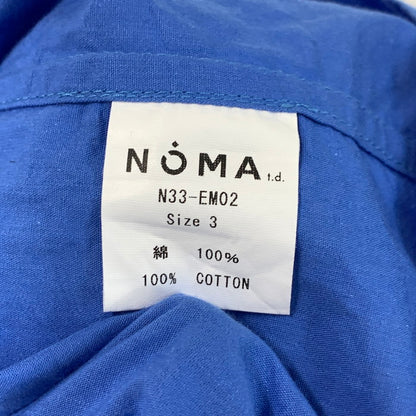 NOMA t.d.
N33-EM02
Size 3
綿 100%
100% COTTON